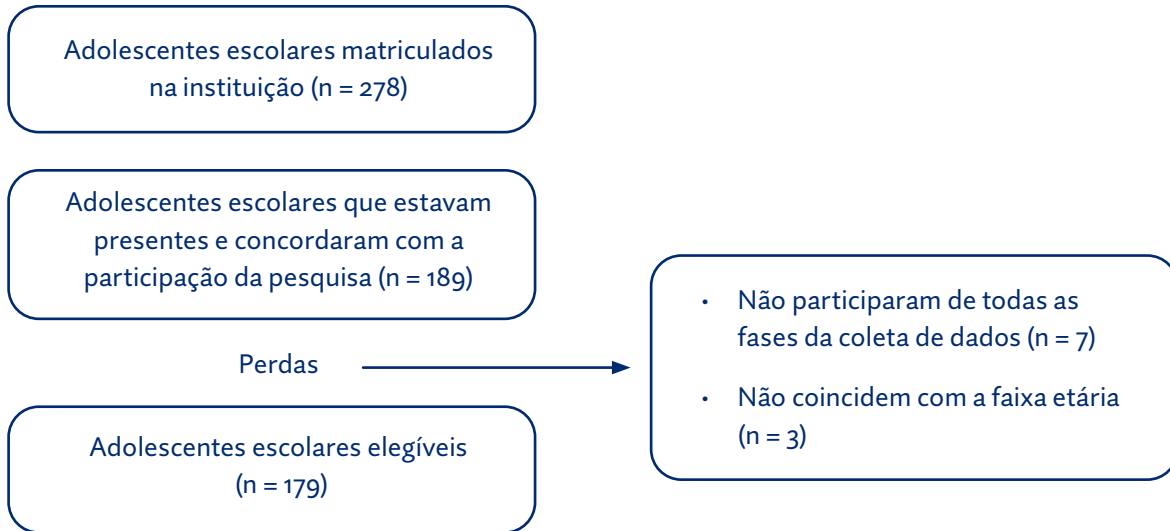 Adolescentes escolares matriculados
na instituição (n = 278)
Adolescentes escolares que estavam
presentes e concordaram com a
participação da pesquisa (n = 189)
Perdas
• Não participaram de todas as
fases da coleta de dados (n = 7)
• Não coincidem com a faixa etária
(n = 3)
Adolescentes escolares elegíveis
(n = 179)